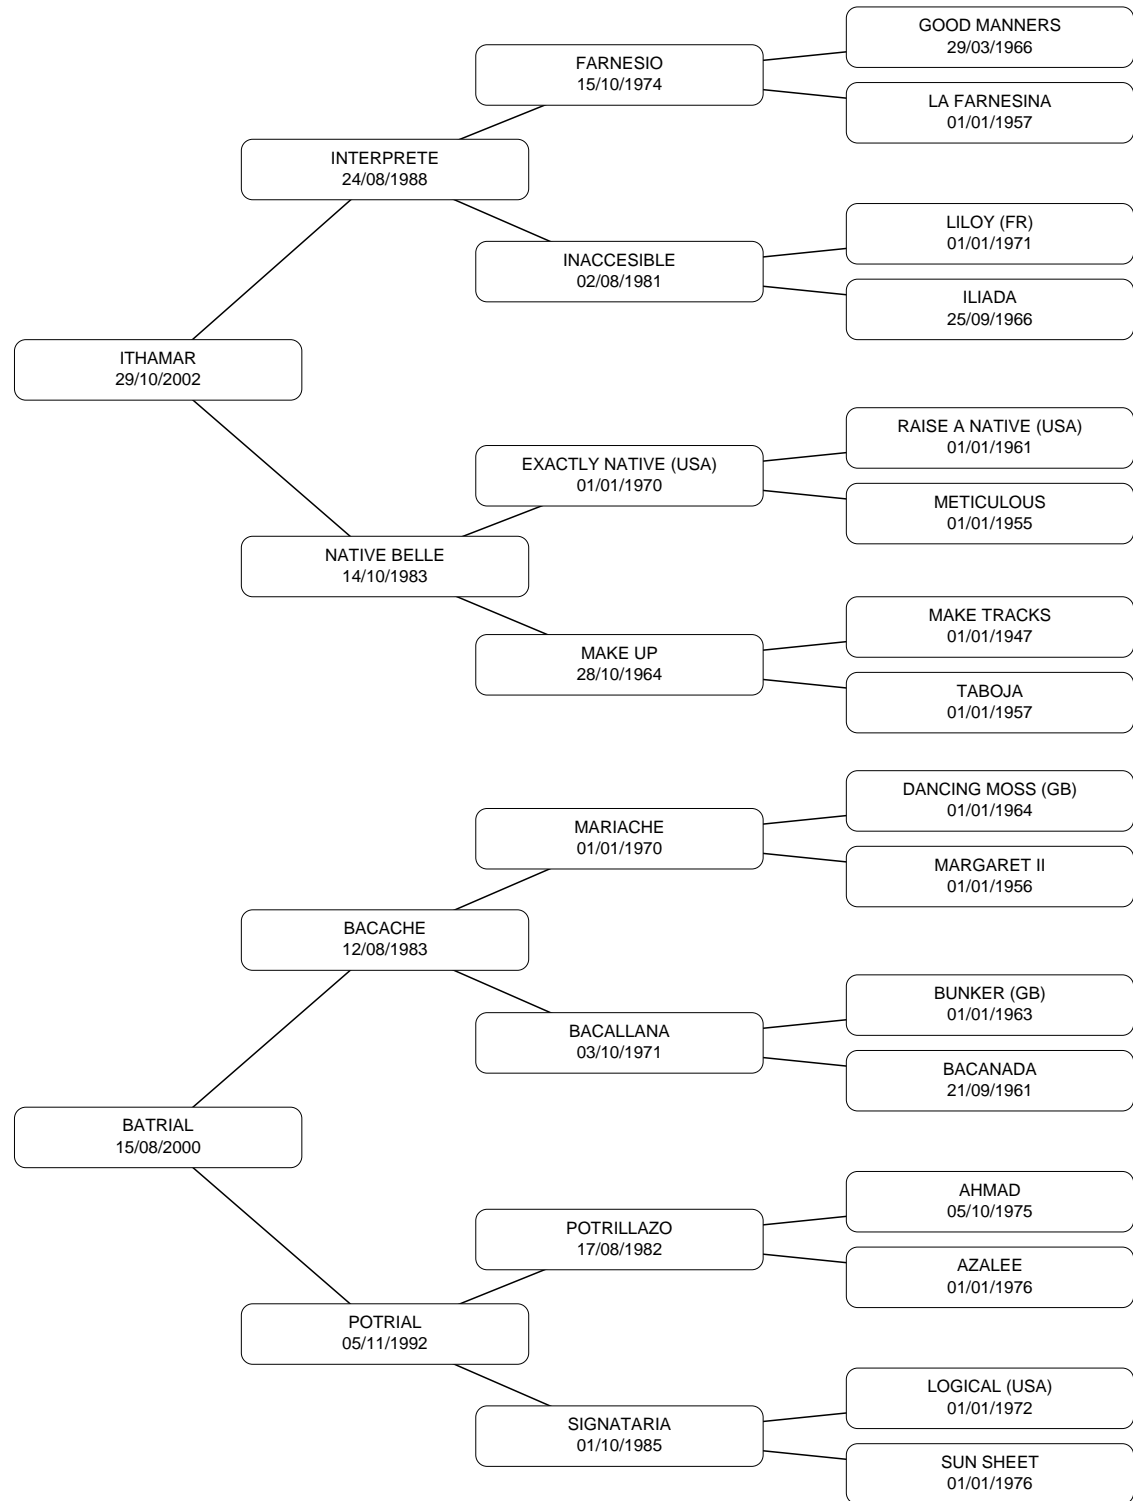 GOOD MANNERS
29/03/1966
FARNESIO
15/10/1974
LA FARNESINA
01/01/1957
INTERPRETE
24/08/1988
LILOY (FR)
01/01/1971
INACCESIBLE
02/08/1981
ILIADA
25/09/1966
ITHAMAR
29/10/2002
RAISE A NATIVE (USA)
01/01/1961
EXACTLY NATIVE (USA)
01/01/1970
METICULOUS
01/01/1955
NATIVE BELLE
14/10/1983
MAKE TRACKS
01/01/1947
MAKE UP
28/10/1964
TABOJA
01/01/1957
DANCING MOSS (GB)
01/01/1964
MARIACHE
01/01/1970
MARGARET II
01/01/1956
BACACHE
12/08/1983
BUNKER (GB)
01/01/1963
BACALLANA
03/10/1971
BACANADA
21/09/1961
BATRIAL
15/08/2000
AHMAD
05/10/1975
POTRILLAZO
17/08/1982
AZALEE
01/01/1976
POTRIAL
05/11/1992
LOGICAL (USA)
01/01/1972
SIGNATARIA
01/10/1985
SUN SHEET
01/01/1976